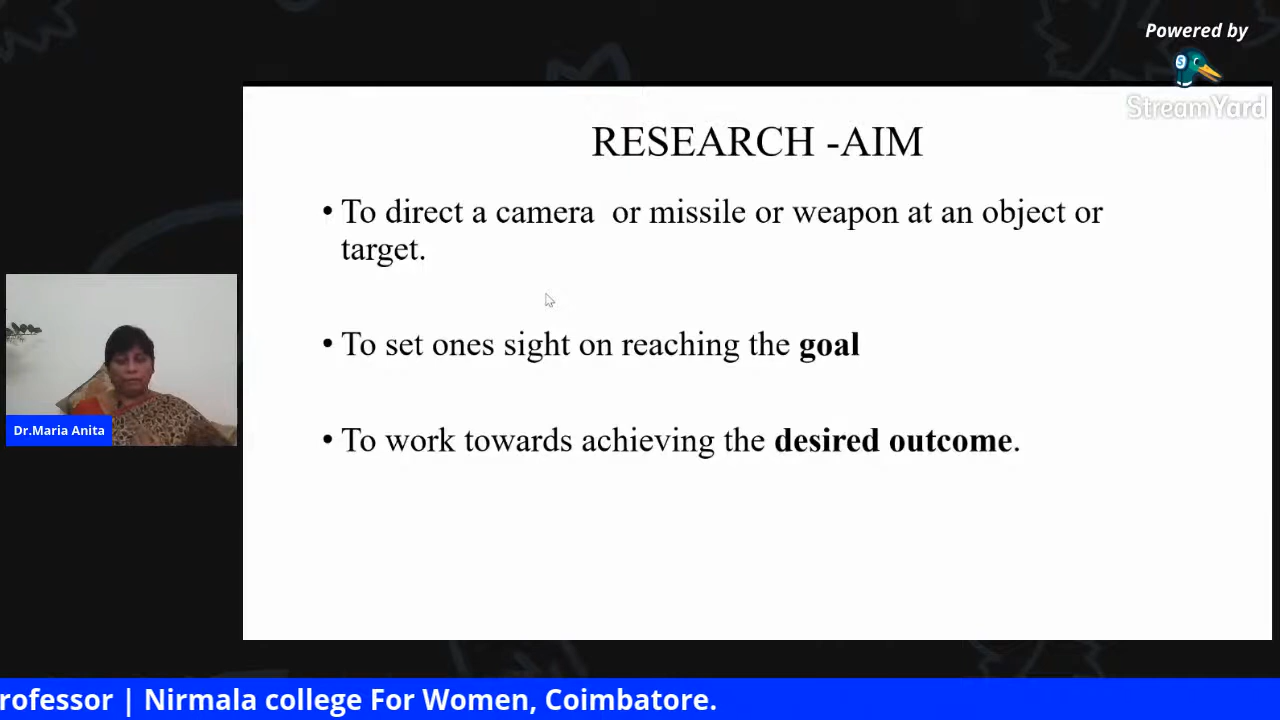 Powered by
StreamYard
RESEARCH -AIM
• To direct a camera or missile or weapon at an object or
target.
• To set ones sight on reaching the goal
• To work towards achieving the desired outcome.
Dr.Maria Anita
rofessor | Nirmala college For Women, Coimbatore.